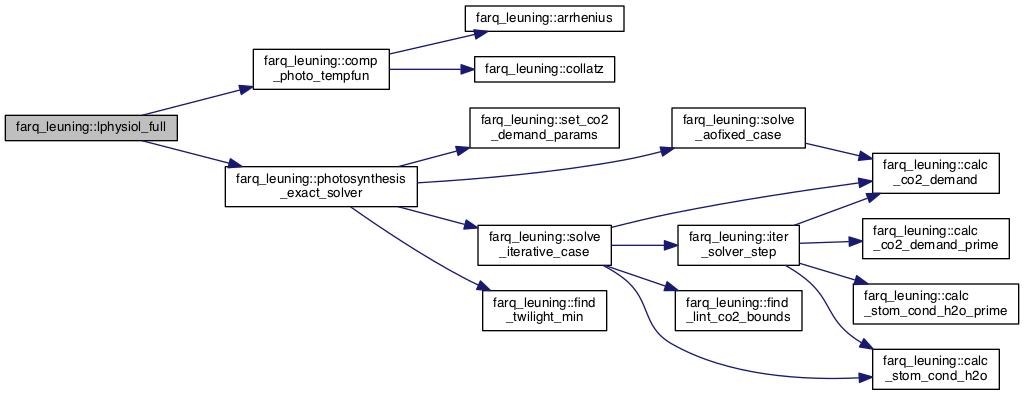 farq_leuning::arrhenius
farq_leuning::comp
_photo_tempfun
farq_leuning::collatz
farq_leuning::lphysiol_full
farq_leuning::set_co2
_demand_params
farq_leuning::solve
_aofixed_case
farq_leuning::photosynthesis
_exact_solver
farq_leuning::calc
_co2_demand
farq_leuning::solve
_iterative_case
farq_leuning::iter
_solver_step
farq_leuning::calc
_co2_demand_prime
farq_leuning::find
_twilight_min
farq_leuning::find
_lint_co2_bounds
farq_leuning::calc
_stom_cond_h2o_prime
farq_leuning::calc
_stom_cond_h2o